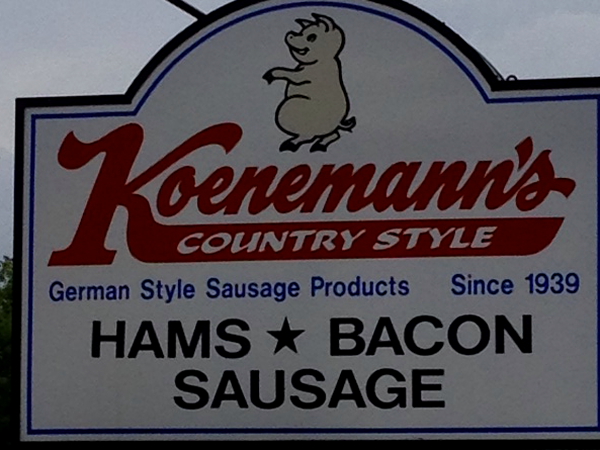 Koenemann's
COUNTRY STYLE
German Style Sausage Products Since 1939
HAMS ★ BACON
SAUSAGE